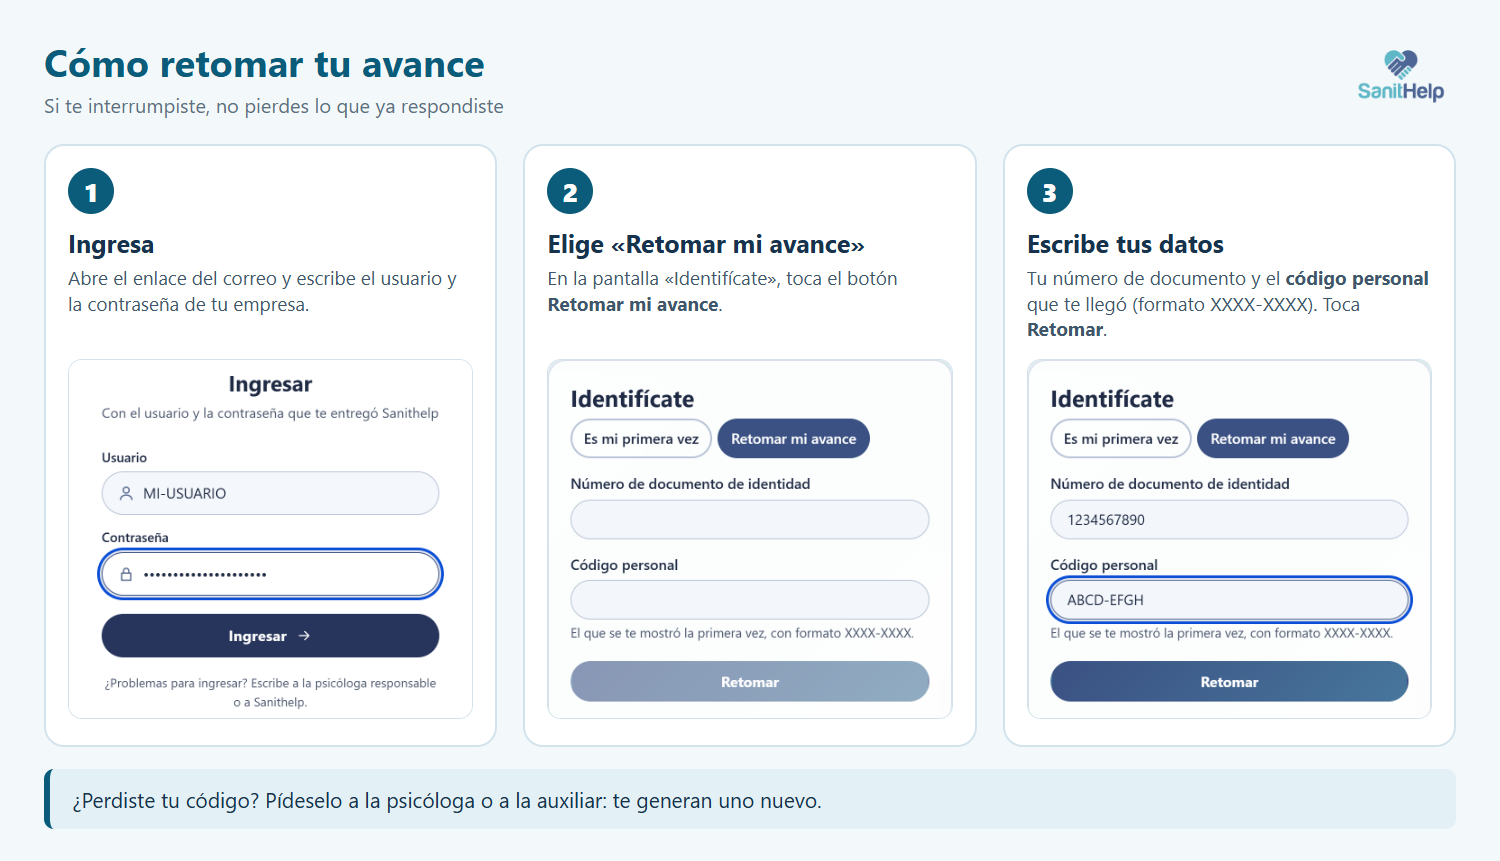 Cómo retomar tu avance
Si te interrumpiste, no pierdes lo que ya respondiste
SanitHelp
1
Ingresa
Abre el enlace del correo y escribe el usuario y
la contraseña de tu empresa.
Ingresar
Con el usuario y la contraseña que te entregó Sanithelp
Usuario
MI-USUARIO
Contraseña
•••••••••••••••••••••
Ingresar →
¿Problemas para ingresar? Escribe a la psicóloga responsable
o a Sanithelp.
2
Elige «Retomar mi avance»
En la pantalla «Identifícate», toca el botón
Retomar mi avance.
Identifícate
Es mi primera vez
Retomar mi avance
Número de documento de identidad
Código personal
El que se te mostró la primera vez, con formato XXXX-XXXX.
Retomar
3
Escribe tus datos
Tu número de documento y el código personal
que te llegó (formato XXXX-XXXX). Toca
Retomar.
Identifícate
Es mi primera vez
Retomar mi avance
Número de documento de identidad
1234567890
Código personal
ABCD-EFGH
El que se te mostró la primera vez, con formato XXXX-XXXX.
Retomar
¿Perdiste tu código? Pídeselo a la psicóloga o a la auxiliar: te generan uno nuevo.